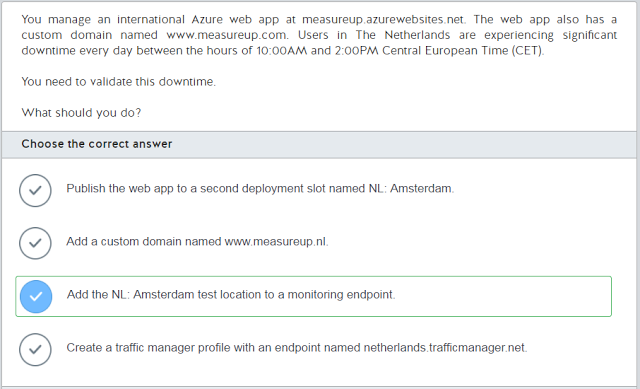 You manage an international Azure web app at measureup.azurewebsites.net. The web app also has a
custom domain named www.measureup.com. Users in The Netherlands are experiencing significant
downtime every day between the hours of 10:00AM and 2:00PM Central European Time (CET).
You need to validate this downtime.
What should you do?
Choose the correct answer
Publish the web app to a second deployment slot named NL: Amsterdam.
Add a custom domain named www.measureup.nl.
Add the NL: Amsterdam test location to a monitoring endpoint.
Create a traffic manager profile with an endpoint named netherlands.trafficmanager.net.